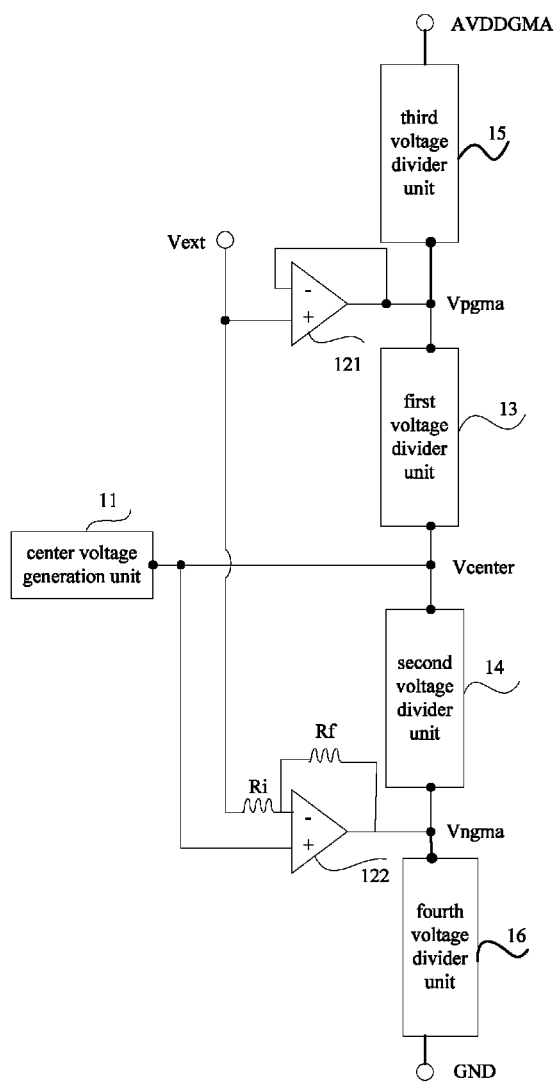 AVDDGMA
third
voltage
divider
unit
15
Vext
-
+
121
Vpgma
first
voltage
divider
unit
13
11
center voltage
generation unit
Vcenter
second
voltage
divider
unit
14
Rf
Ri
-
+
122
Vngma
fourth
voltage
divider
unit
16
GND